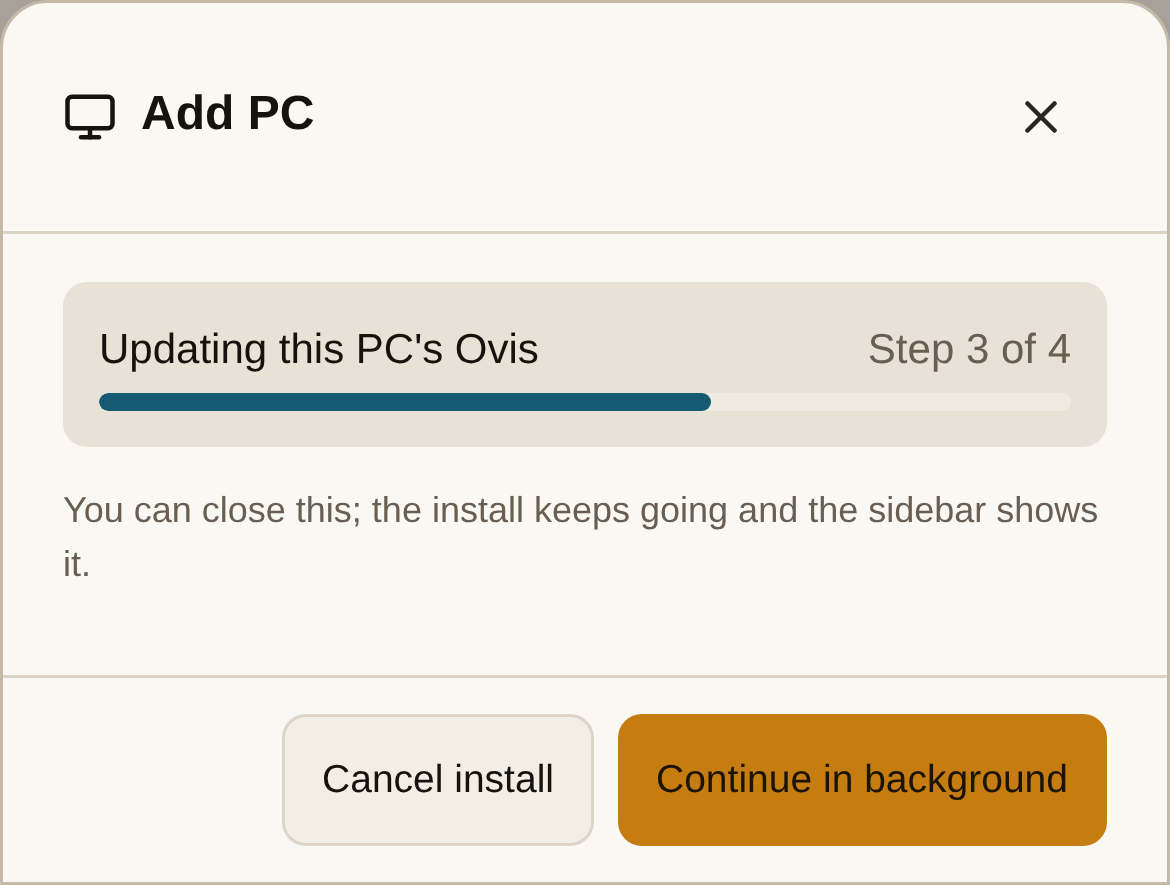 Add PC
Updating this PC's Ovis
Step 3 of 4
You can close this; the install keeps going and the sidebar shows
it.
Cancel install
Continue in background